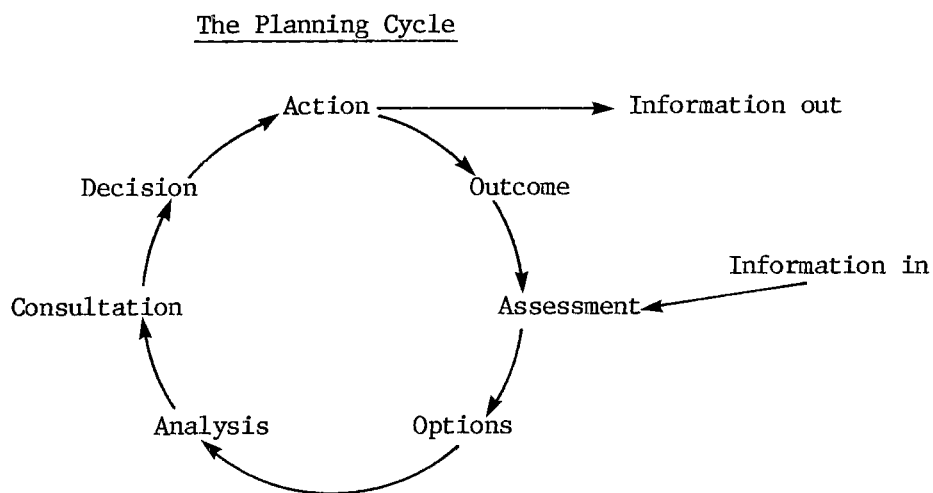 The Planning Cycle
Action
Information out
Decision
Outcome
Information in
Consultation
Assessment
Analysis
Options